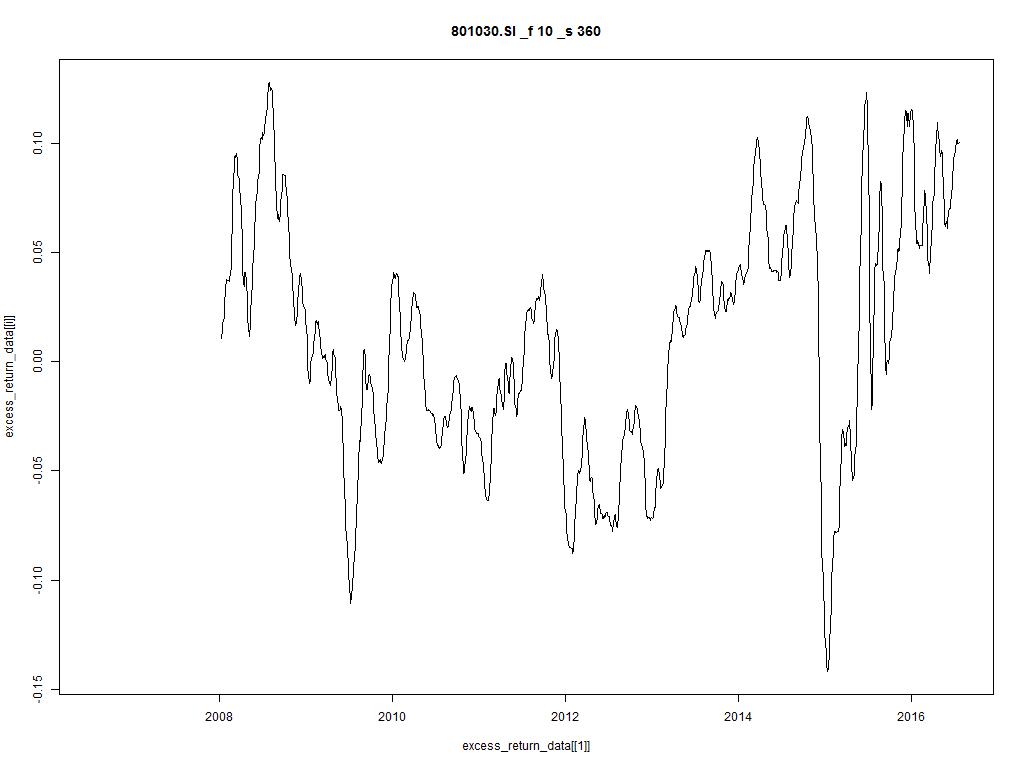 801030.SI _f 10 _s 360
excess_return_data[[i]]
0.10
0.05
0.00
-0.05
-0.10
-0.15
2008 2010 2012 2014 2016
excess_return_data[[1]]